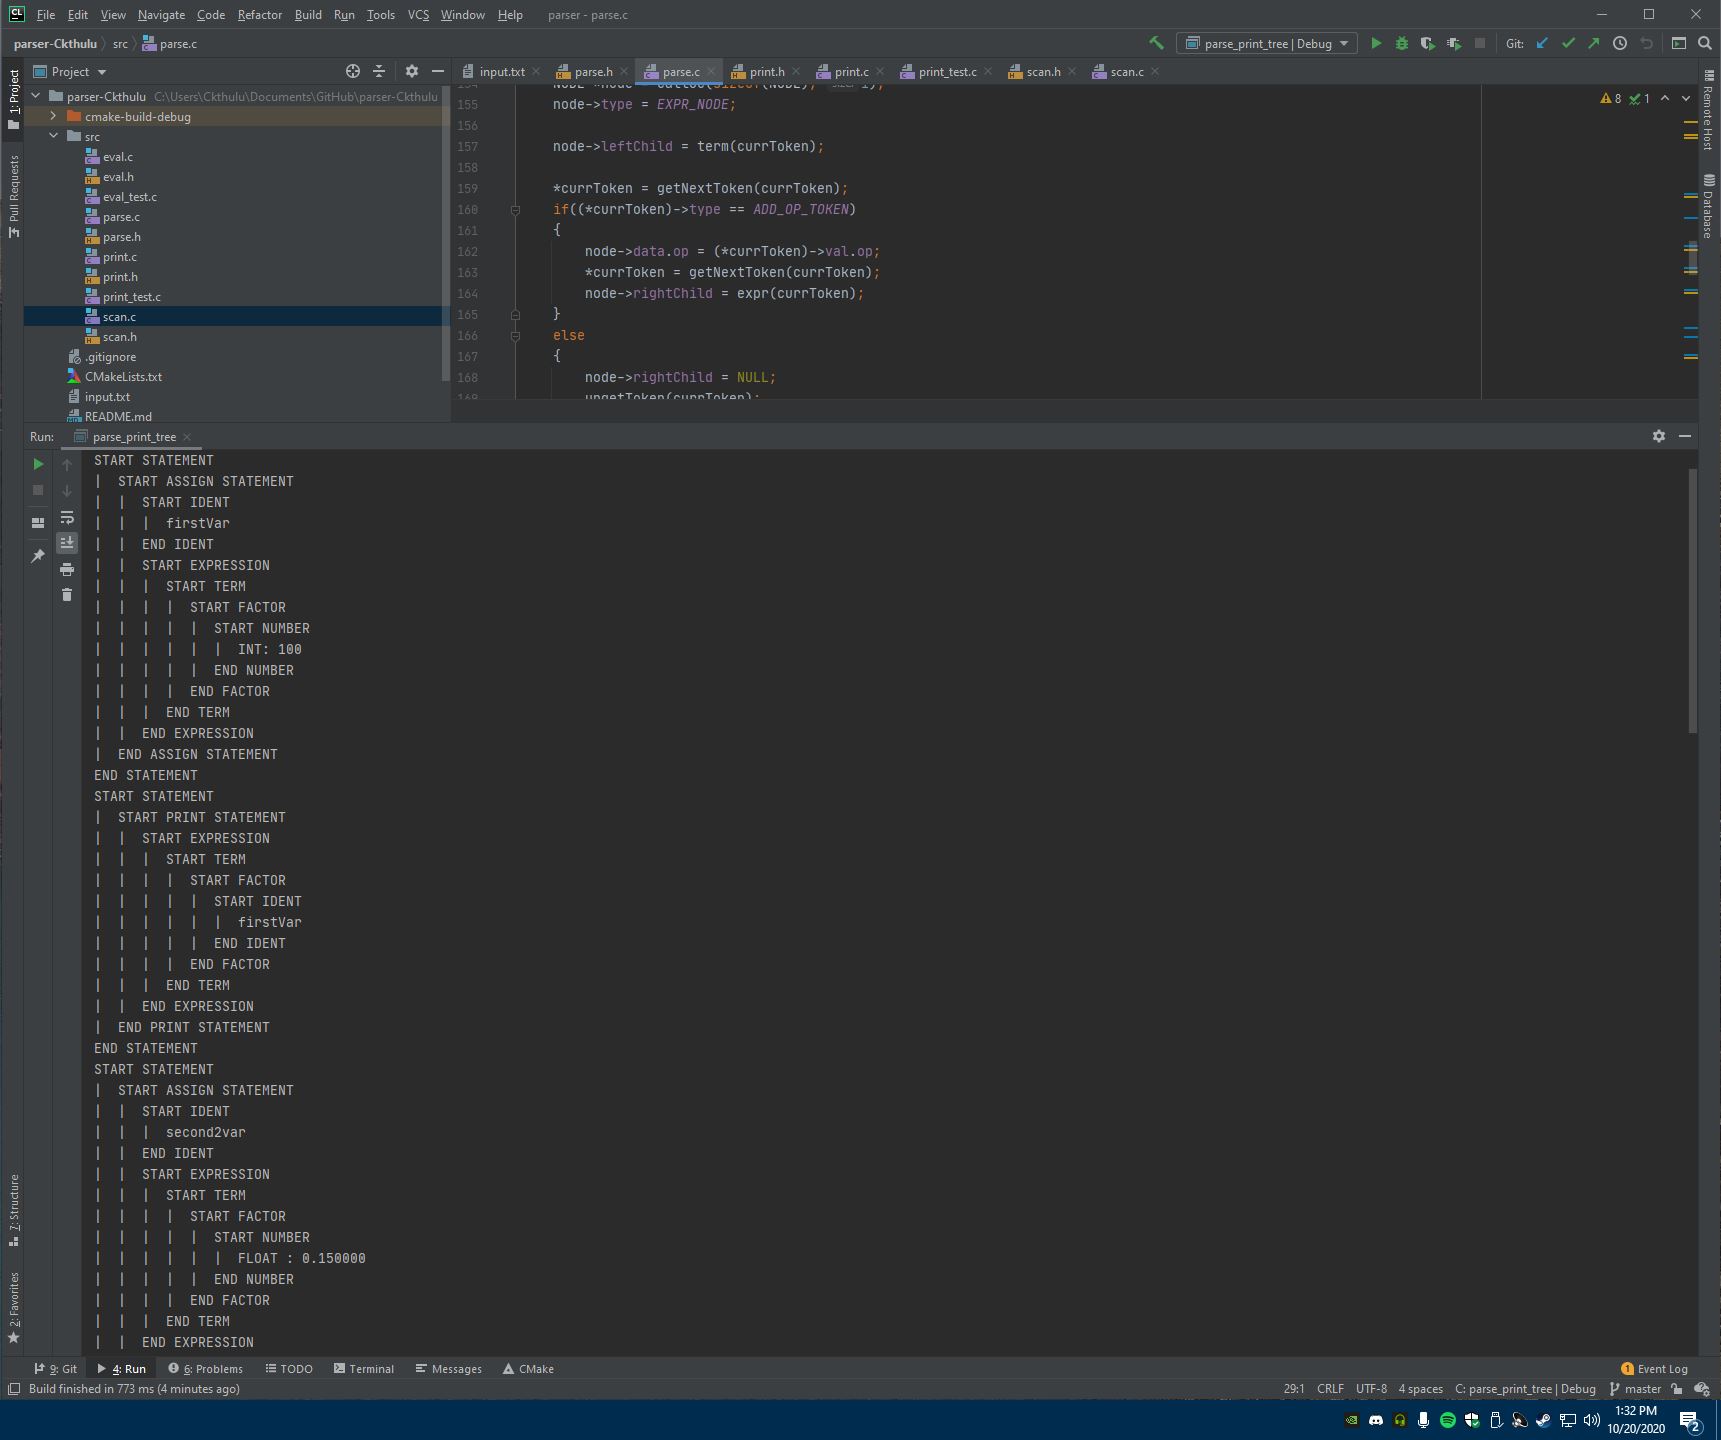 File Edit View Navigate Code Refactor Build Run Tools VCS Window Help parser - parse.c
parser-Ckthulu src parse.c
parse_print_tree | Debug
Git:
1: Project
Pull Requests
7: Structure
2: Favorites
Project
parser-Ckthulu C:\Users\Ckthulu\Documents\GitHub\parser-Ckthulu
cmake-build-debug
src
eval.c
eval.h
eval_test.c
parse.c
parse.h
print.c
print.h
print_test.c
scan.c
scan.h
.gitignore
CMakeLists.txt
input.txt
README.md
input.txt parse.h parse.c print.h print.c print_test.c scan.h scan.c
8 1
Remote Host
Database
154 NODE *node = calloc(sizeof(NODE), size: 1);
155 node->type = EXPR_NODE;
156
157 node->leftChild = term(currToken);
158
159 *currToken = getNextToken(currToken);
160 if((*currToken)->type == ADD_OP_TOKEN)
161 {
162 node->data.op = (*currToken)->val.op;
163 *currToken = getNextToken(currToken);
164 node->rightChild = expr(currToken);
165 }
166 else
167 {
168 node->rightChild = NULL;
169 ungetToken(currToken);
Run: parse_print_tree
START STATEMENT
| START ASSIGN STATEMENT
| | START IDENT
| | | firstVar
| | END IDENT
| | START EXPRESSION
| | | START TERM
| | | | START FACTOR
| | | | | START NUMBER
| | | | | | INT: 100
| | | | | END NUMBER
| | | | END FACTOR
| | | END TERM
| | END EXPRESSION
| END ASSIGN STATEMENT
END STATEMENT
START STATEMENT
| START PRINT STATEMENT
| | START EXPRESSION
| | | START TERM
| | | | START FACTOR
| | | | | START IDENT
| | | | | | firstVar
| | | | | END IDENT
| | | | END FACTOR
| | | END TERM
| | END EXPRESSION
| END PRINT STATEMENT
END STATEMENT
START STATEMENT
| START ASSIGN STATEMENT
| | START IDENT
| | | second2var
| | END IDENT
| | START EXPRESSION
| | | START TERM
| | | | START FACTOR
| | | | | START NUMBER
| | | | | | FLOAT : 0.150000
| | | | | END NUMBER
| | | | END FACTOR
| | | END TERM
| | END EXPRESSION
9: Git 4: Run 6: Problems TODO Terminal Messages CMake 1 Event Log
Build finished in 773 ms (4 minutes ago) 29:1 CRLF UTF-8 4 spaces C: parse_print_tree | Debug master
1:32 PM
10/20/2020
2